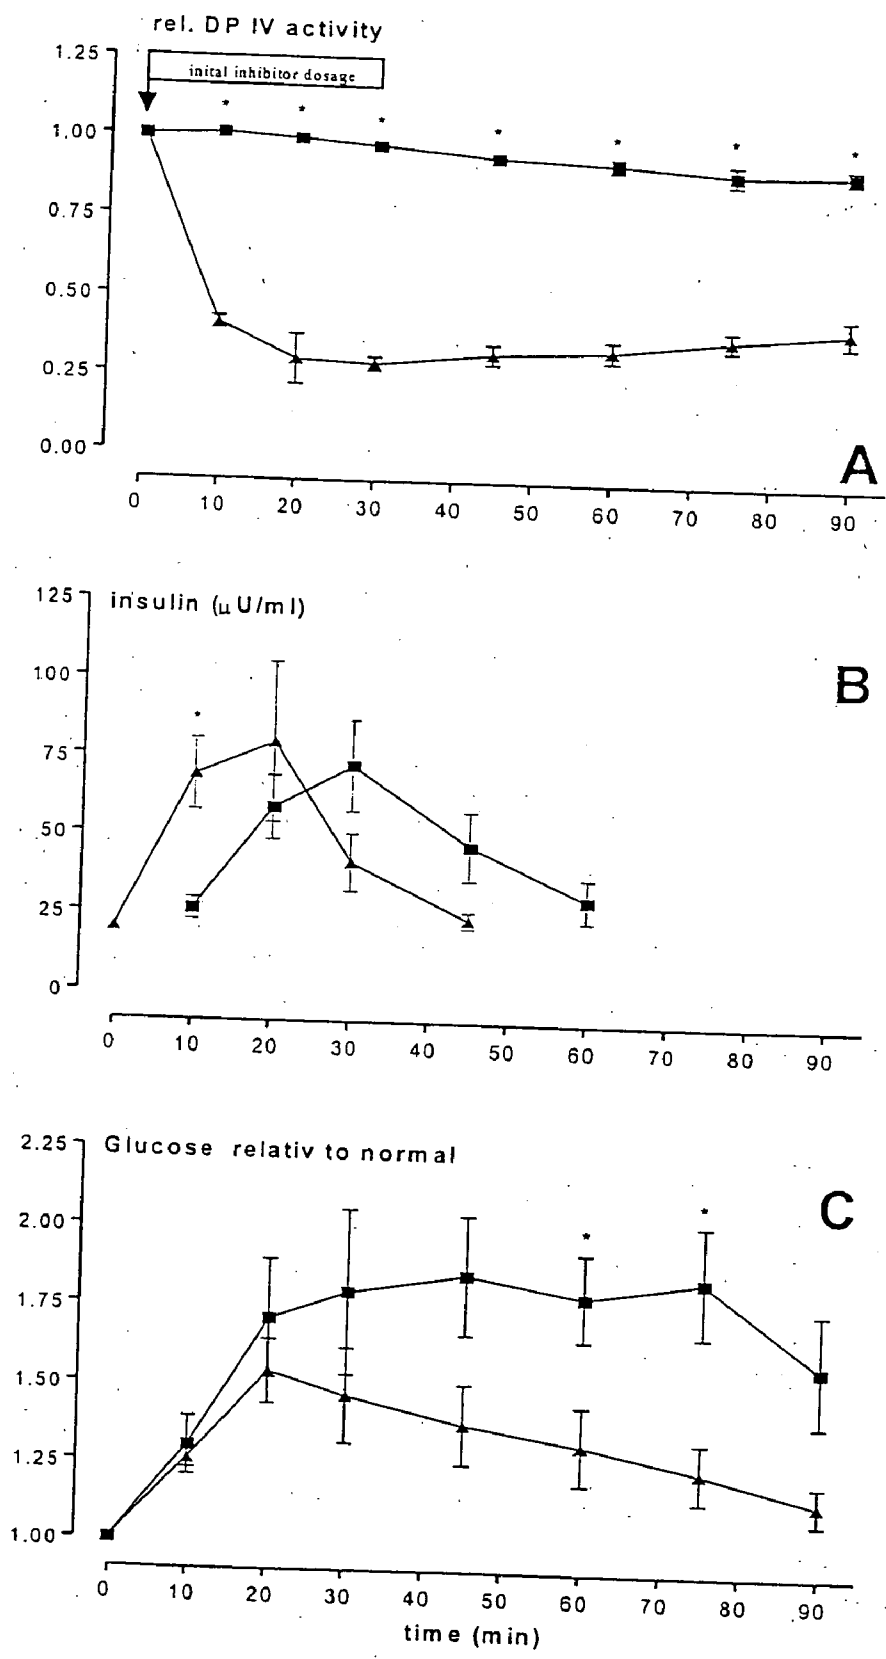 rel. DP IV activity
1.25
inital inhibitor dosage
* * * * * * *
1.00
0.75
0.50
0.25
0.00
A
0 10 20 30 40 50 60 70 80 90
125
insulin (μU/ml)
100
B
*
75
50
25
0
0 10 20 30 40 50 60 70 80 90
2.25
Glucose relativ to normal
2.00
C
* *
1.75
1.50
1.25
1.00
0 10 20 30 40 50 60 70 80 90
time (min)